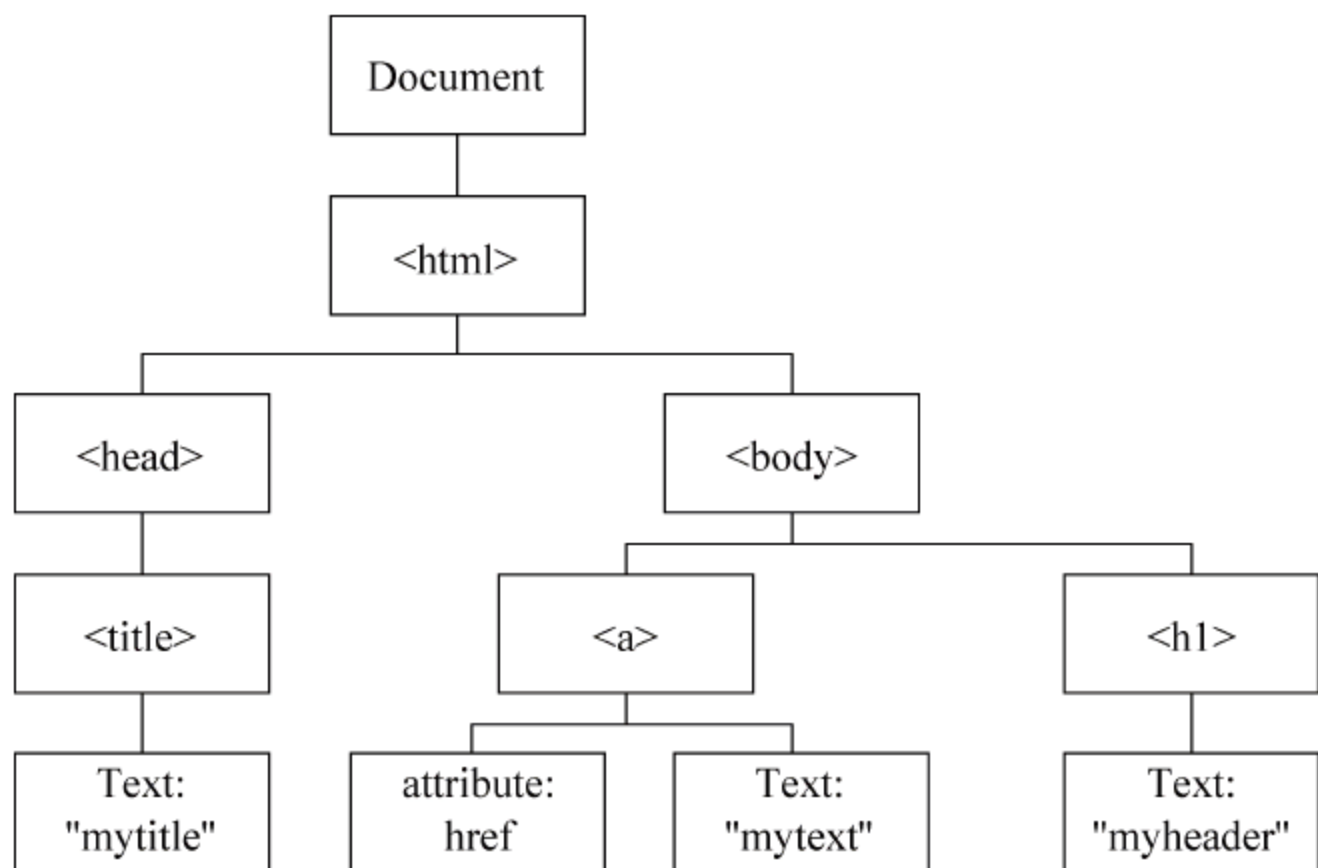 Document
<html>
<head>
<body>
<title>
<a>
<h1>
Text:
"mytitle"
attribute:
href
Text:
"mytext"
Text:
"myheader"